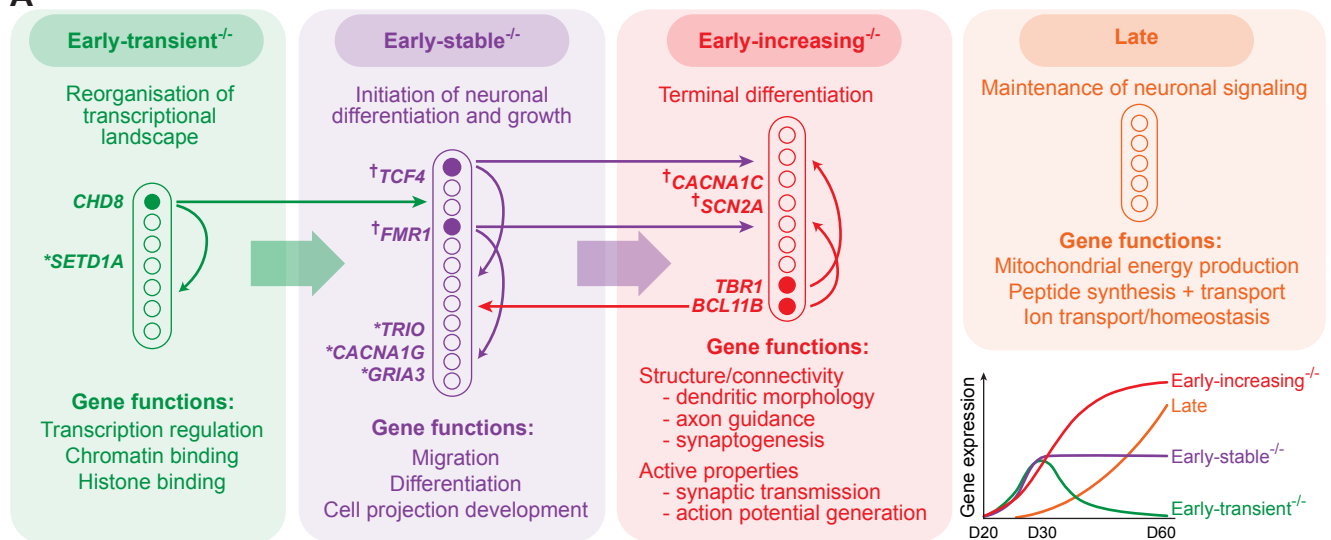 A
Early-transient-/-
Reorganisation of
transcriptional
landscape
CHD8
*SETD1A
Gene functions:
Transcription regulation
Chromatin binding
Histone binding
Early-stable-/-
Initiation of neuronal
differentiation and growth
†TCF4
†FMR1
*TRIO
*CACNA1G
*GRIA3
Gene functions:
Migration
Differentiation
Cell projection development
Early-increasing-/-
Terminal differentiation
†CACNA1C
†SCN2A
TBR1
BCL11B
Gene functions:
Structure/connectivity
- dendritic morphology
- axon guidance
- synaptogenesis
Active properties
- synaptic transmission
- action potential generation
Late
Maintenance of neuronal signaling
Gene functions:
Mitochondrial energy production
Peptide synthesis + transport
Ion transport/homeostasis
Gene expression
Early-increasing-/-
Late
Early-stable-/-
Early-transient-/-
D20 D30 D60